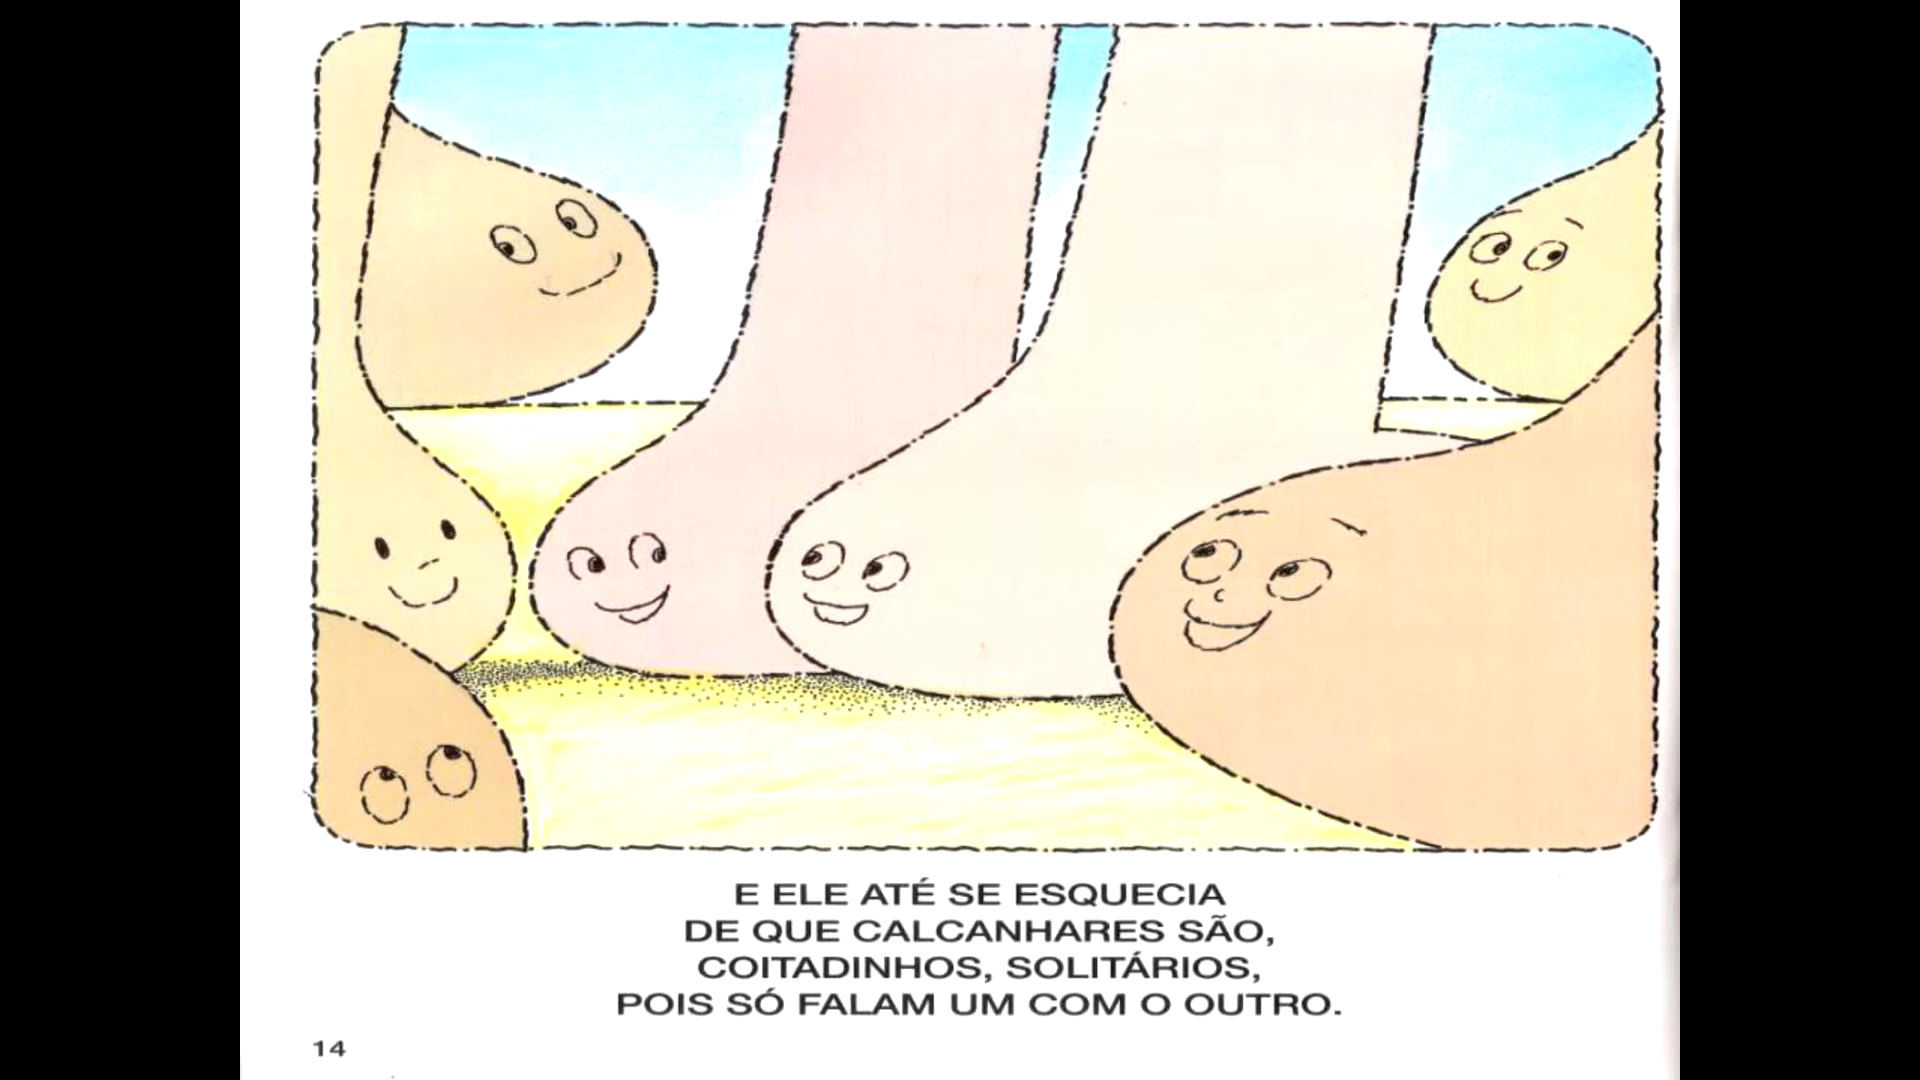 E ELE ATÉ SE ESQUECIA
DE QUE CALCANHARES SÃO,
COITADINHOS, SOLITÁRIOS,
POIS SÓ FALAM UM COM O OUTRO.
14